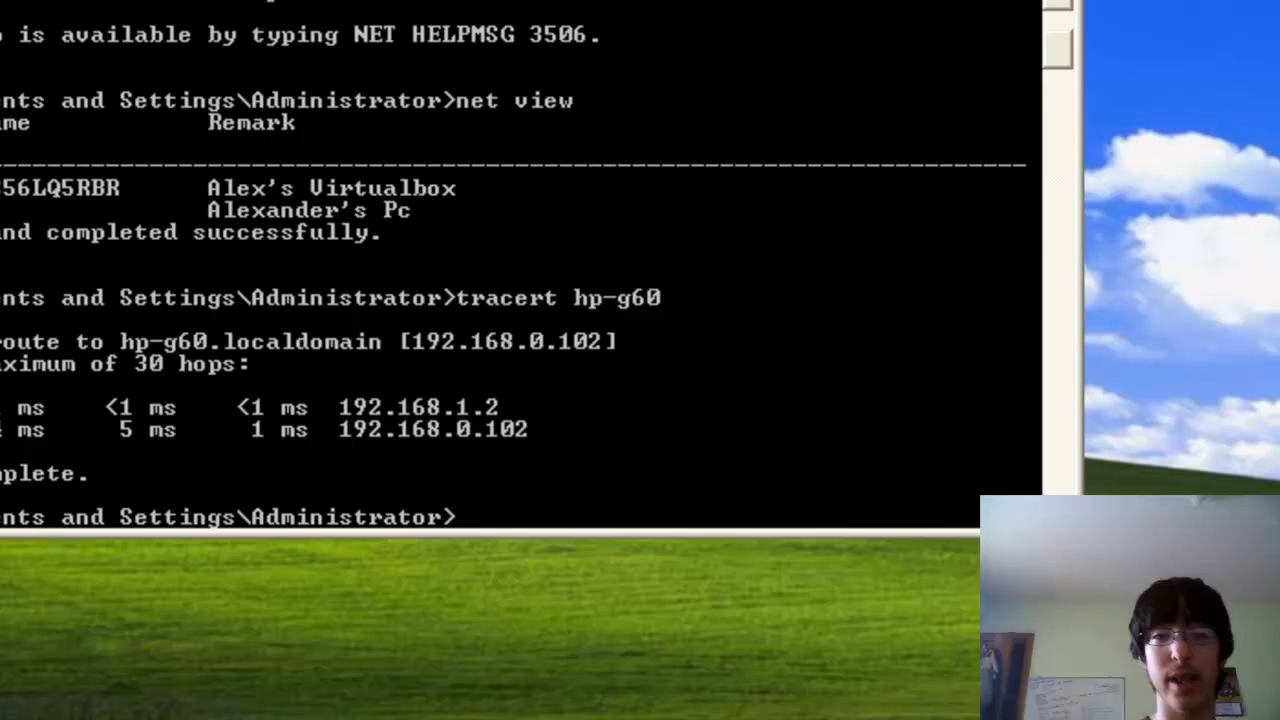 is available by typing NET HELPMSG 3506.
nts and Settings\Administrator>net view
Remark
56LQ5RBR Alex's Virtualbox
Alexander's Pc
completed successfully.
nts and Settings\Administrator>tracert hp-g60
route to hp-g60.localdomain [192.168.0.102]
ximum of 30 hops:
ms <1 ms <1 ms 192.168.1.2
ms 5 ms 1 ms 192.168.0.102
plete.
nts and Settings\Administrator>